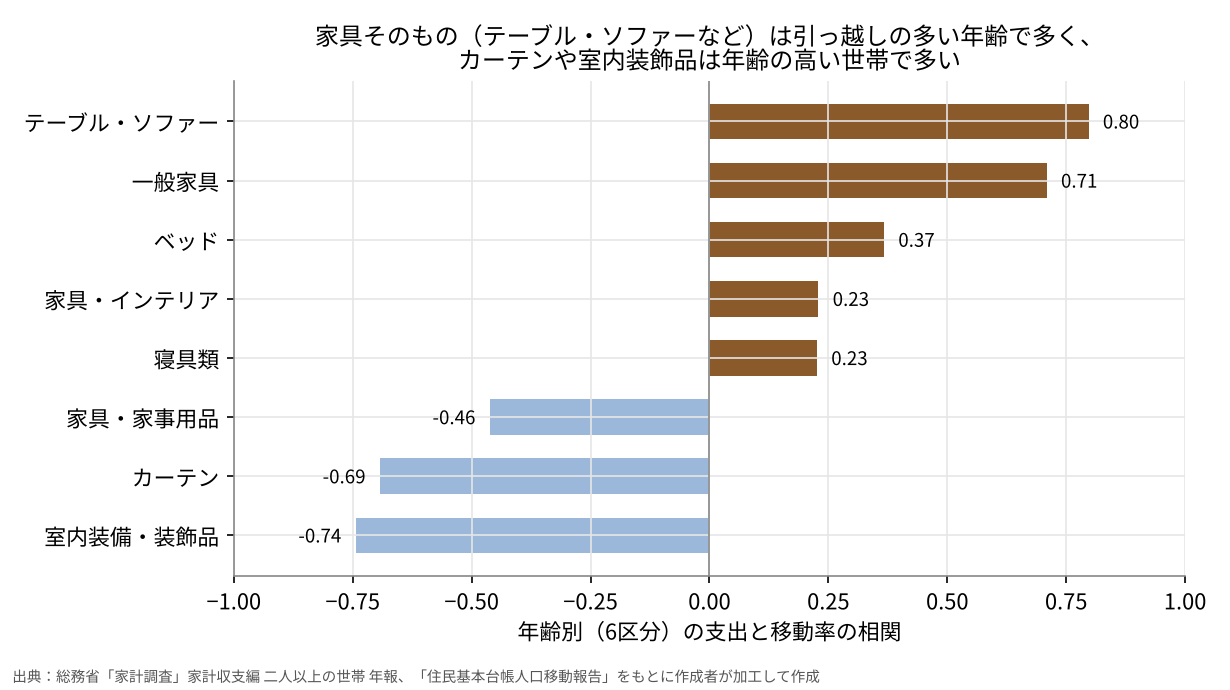 家具そのもの（テーブル・ソファーなど）は引っ越しの多い年齢で多く、
カーテンや室内装飾品は年齢の高い世帯で多い
テーブル・ソファー
0.80
一般家具
0.71
ベッド
0.37
家具・インテリア
0.23
寝具類
0.23
家具・家事用品
-0.46
カーテン
-0.69
室内装備・装飾品
-0.74
−1.00 −0.75 −0.50 −0.25 0.00 0.25 0.50 0.75 1.00
年齢別（6区分）の支出と移動率の相関
出典：総務省「家計調査」家計収支編 二人以上の世帯 年報、「住民基本台帳人口移動報告」をもとに作成者が加工して作成